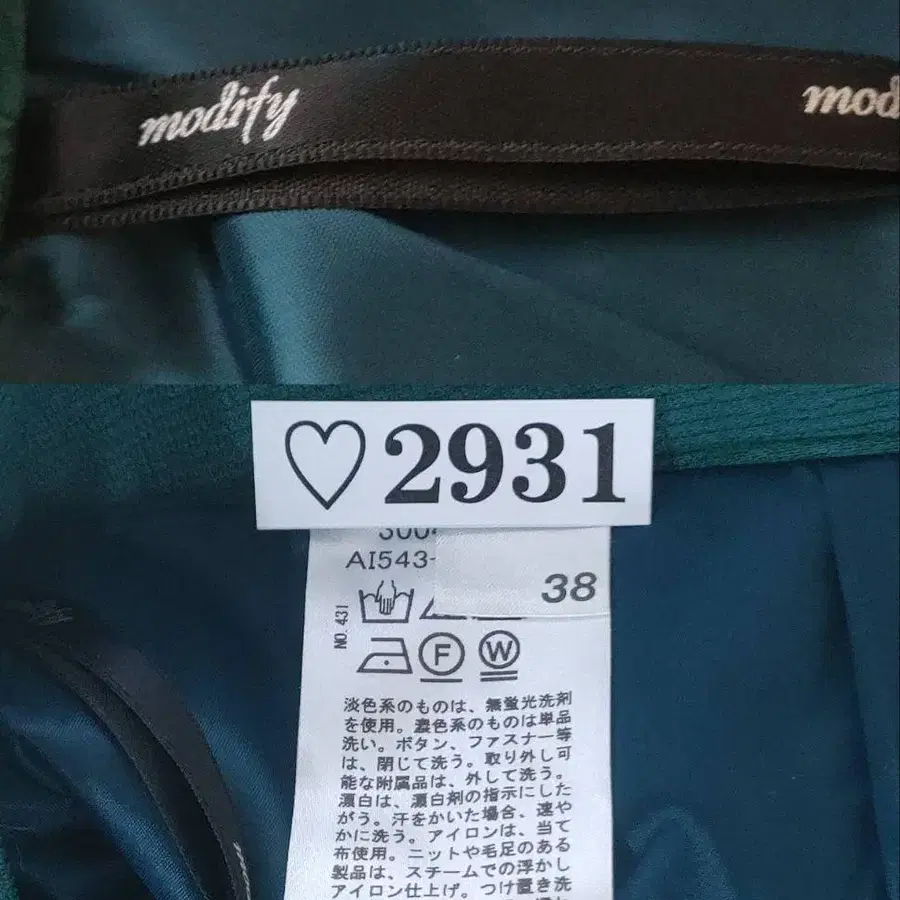 modify
mod
♡2931
AI543-
38
NO.431
F
W
淡色系のものは、無蛍光洗剤
を使用。濃色系のものは単品
洗い。ボタン、ファスナー等
は、閉じて洗う。取り外し可
能な附属品は、外して洗う。
漂白は、漂白剤の指示にした
がう。汗をかいた場合、速や
かに洗う。アイロンは、当て
布使用。ニットや毛足のある
製品は、スチームでの浮かし
アイロン仕上げ。つけ置き洗